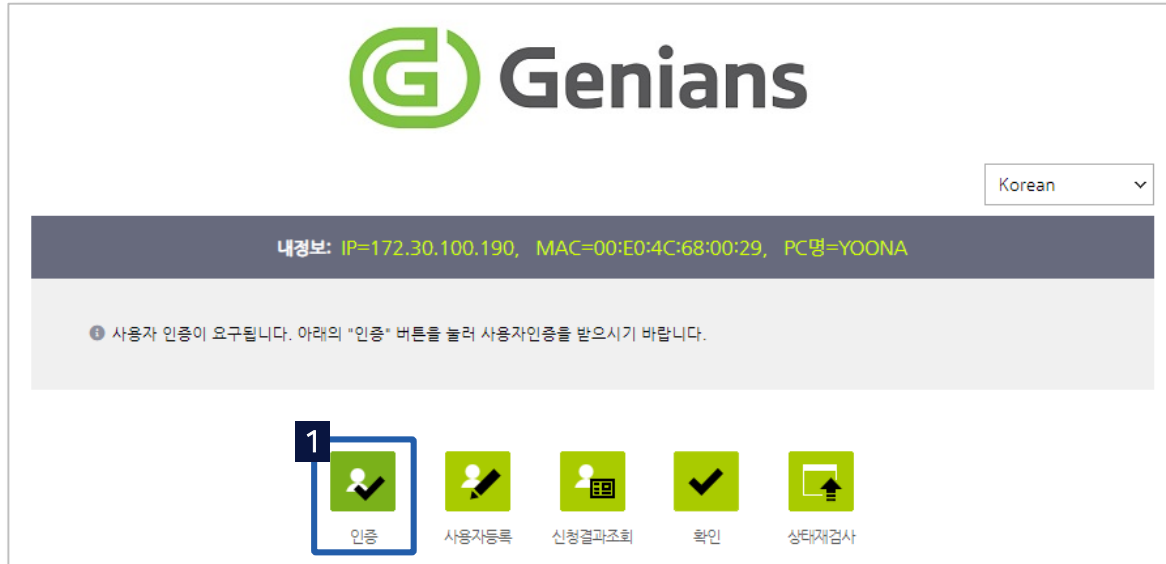 Genians
Korean
내정보: IP=172.30.100.190, MAC=00:E0:4C:68:00:29, PC명=YOONA
사용자 인증이 요구됩니다. 아래의 "인증" 버튼을 눌러 사용자인증을 받으시기 바랍니다.
1
인증 사용자등록 신청결과조회 확인 상태재검사